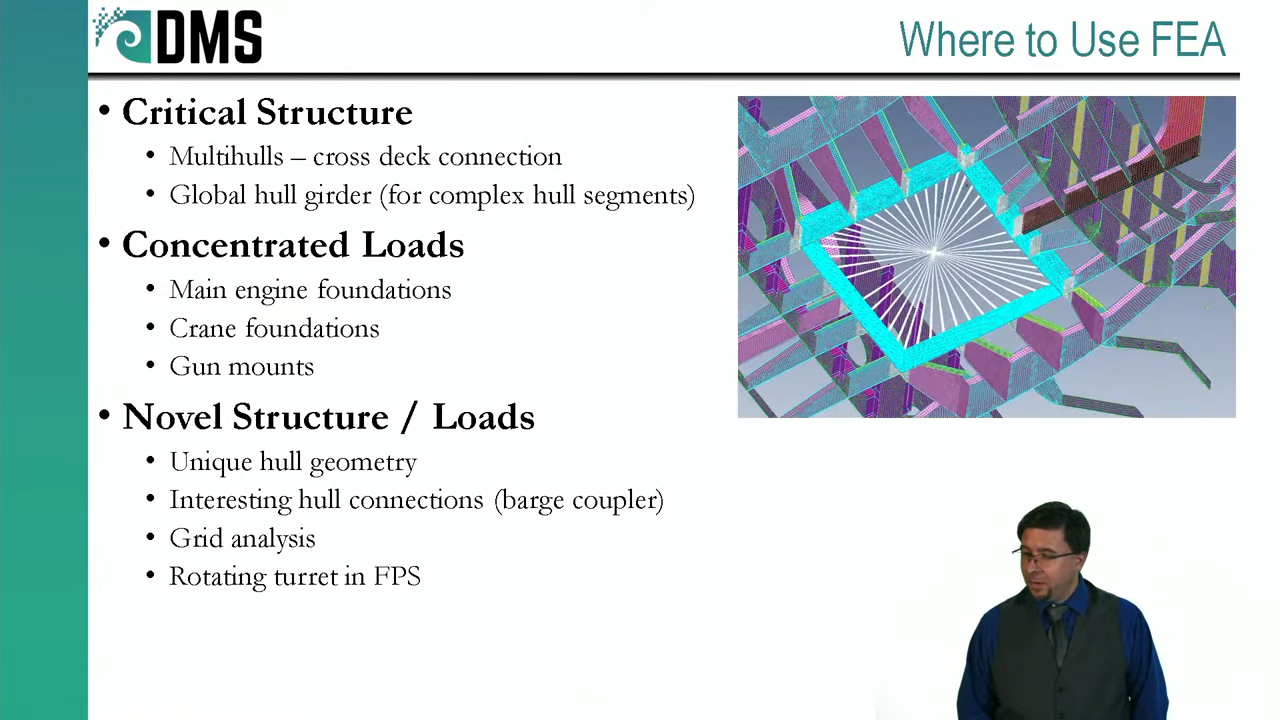 DMS
Where to Use FEA
• Critical Structure
• Multihulls – cross deck connection
• Global hull girder (for complex hull segments)
• Concentrated Loads
• Main engine foundations
• Crane foundations
• Gun mounts
• Novel Structure / Loads
• Unique hull geometry
• Interesting hull connections (barge coupler)
• Grid analysis
• Rotating turret in FPS